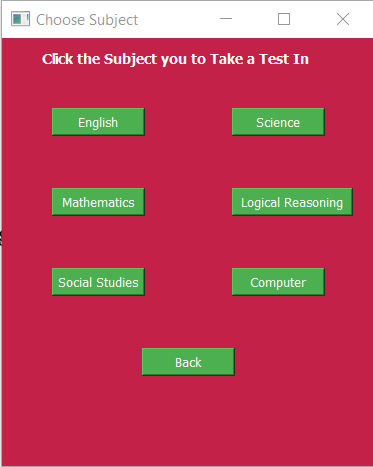 Choose Subject
Click the Subject you to Take a Test In
English
Science
Mathematics
Logical Reasoning
Social Studies
Computer
Back